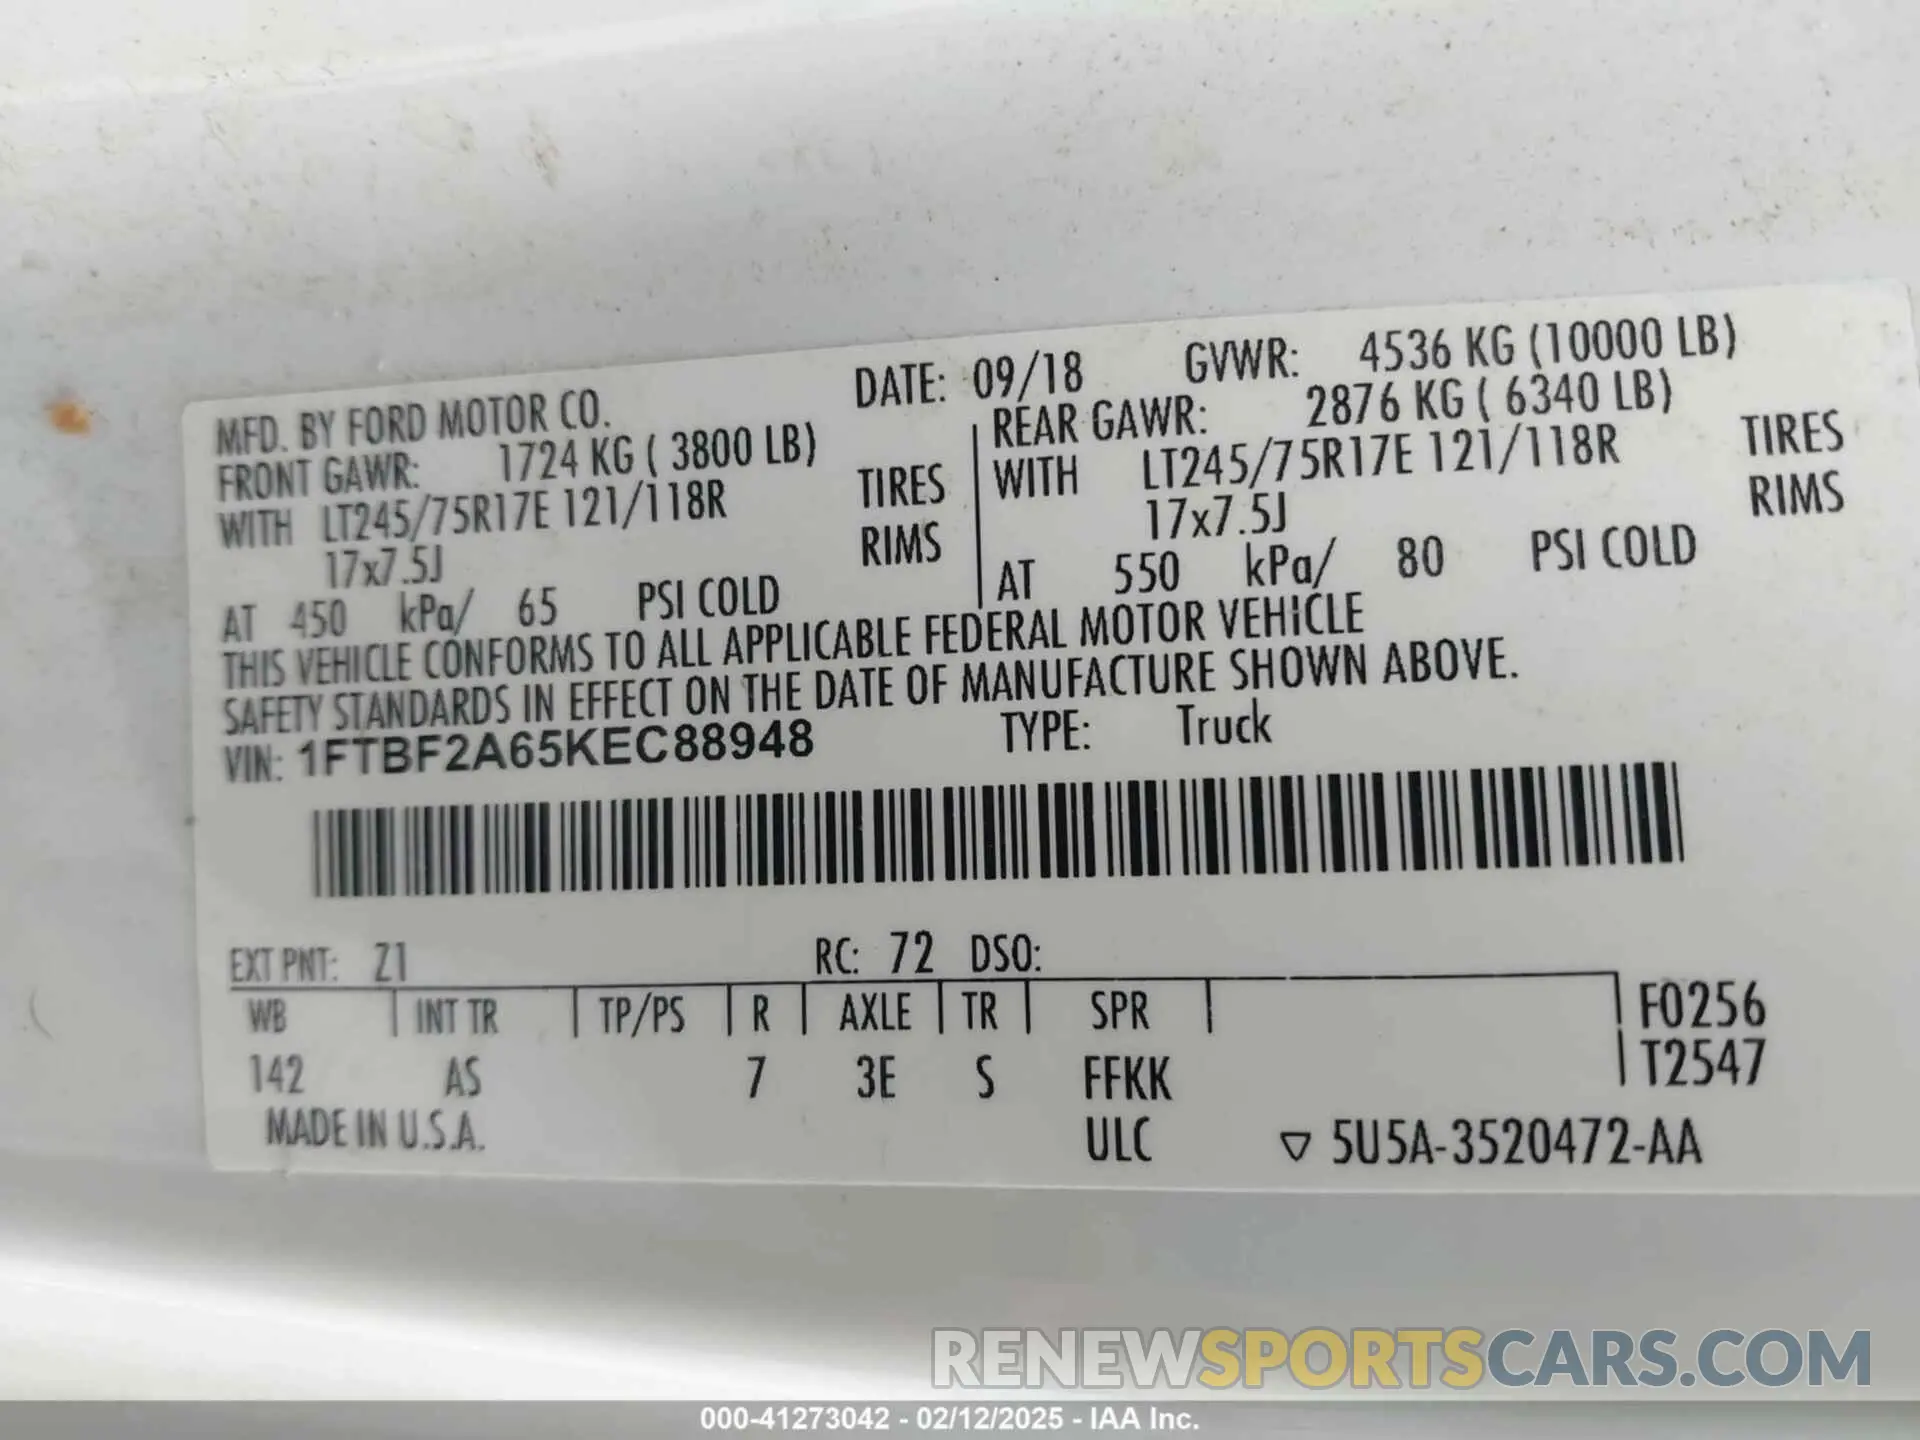 MFD. BY FORD MOTOR CO. DATE: 09/18 GVWR: 4536 KG (10000 LB)
FRONT GAWR: 1724 KG ( 3800 LB) REAR GAWR: 2876 KG ( 6340 LB)
WITH LT245/75R17E 121/118R TIRES WITH LT245/75R17E 121/118R TIRES
17x7.5J RIMS 17x7.5J RIMS
AT 450 kPa/ 65 PSI COLD AT 550 kPa/ 80 PSI COLD
THIS VEHICLE CONFORMS TO ALL APPLICABLE FEDERAL MOTOR VEHICLE
SAFETY STANDARDS IN EFFECT ON THE DATE OF MANUFACTURE SHOWN ABOVE.
VIN: 1FTBF2A65KEC88948 TYPE: Truck
EXT PNT: Z1 RC: 72 DSO:
WB INT TR TP/PS R AXLE TR SPR F0256
142 AS 7 3E S FFKK T2547
MADE IN U.S.A. ULC ▽ 5U5A-3520472-AA
RENEWSPORTSCARS.COM
000-41273042 - 02/12/2025 - IAA Inc.